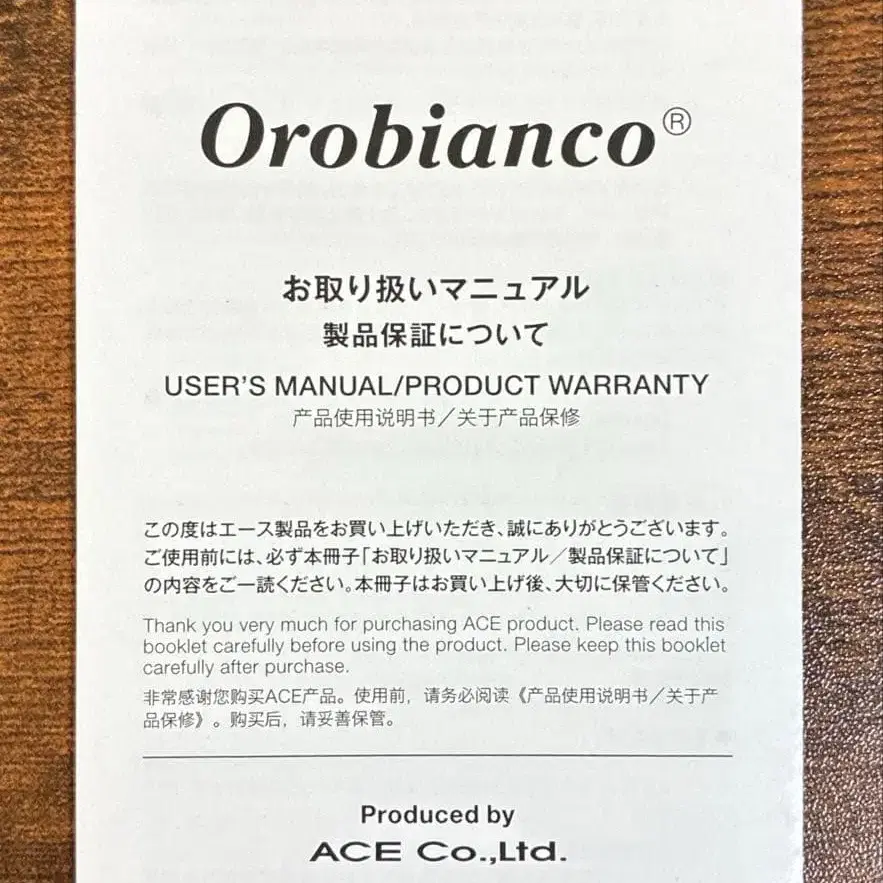 Orobianco®
お取り扱いマニュアル
製品保証について
USER'S MANUAL/PRODUCT WARRANTY
产品使用说明书／关于产品保修
この度はエース製品をお買い上げいただき、誠にありがとうございます。
ご使用前には、必ず本冊子「お取り扱いマニュアル／製品保証について」
の内容をご一読ください。本冊子はお買い上げ後、大切に保管ください。
Thank you very much for purchasing ACE product. Please read this
booklet carefully before using the product. Please keep this booklet
carefully after purchase.
非常感谢您购买ACE产品。使用前，请务必阅读《产品使用说明书／关于产
品保修》。购买后，请妥善保管。
Produced by
ACE Co.,Ltd.